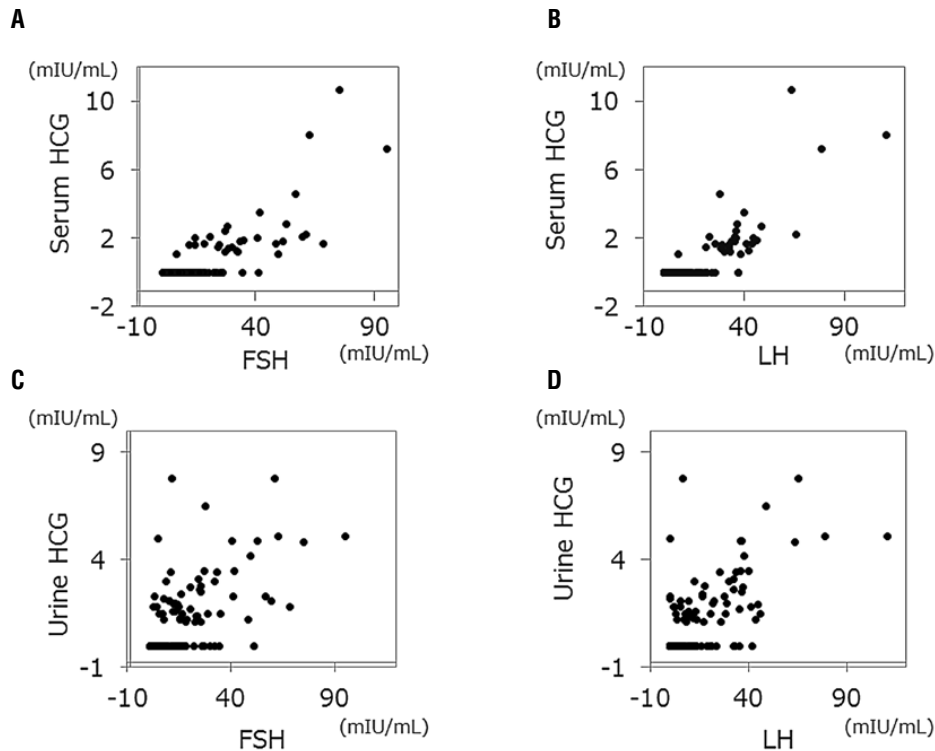 A
(mIU/mL)
10
6
2
-2
Serum HCG
-10
40
90
FSH
(mIU/mL)
B
(mIU/mL)
10
6
2
-2
Serum HCG
-10
40
90
LH
(mIU/mL)
C
(mIU/mL)
9
4
-1
Urine HCG
-10
40
90
FSH
(mIU/mL)
D
(mIU/mL)
9
4
-1
Urine HCG
-10
40
90
LH
(mIU/mL)